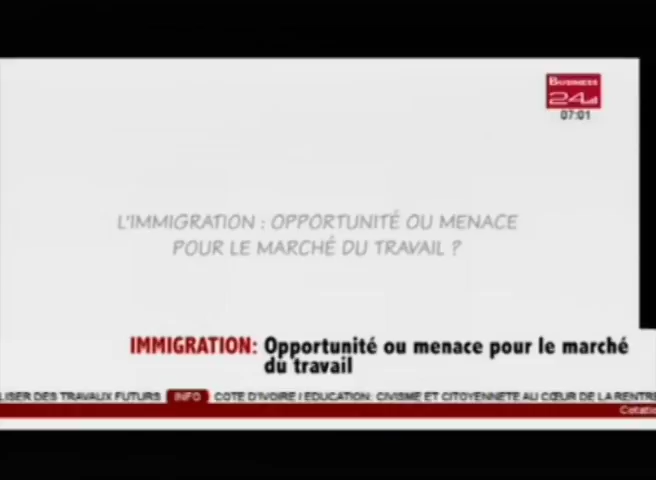 BUSINESS
24
07:01
L'IMMIGRATION : OPPORTUNITÉ OU MENACE
POUR LE MARCHÉ DU TRAVAIL ?
IMMIGRATION: Opportunité ou menace pour le marché
du travail
LISER DES TRAVAUX FUTURS INFO COTE D'IVOIRE I EDUCATION: CIVISME ET CITOYENNETE AU CŒUR DE LA RENTRE
Cotatio